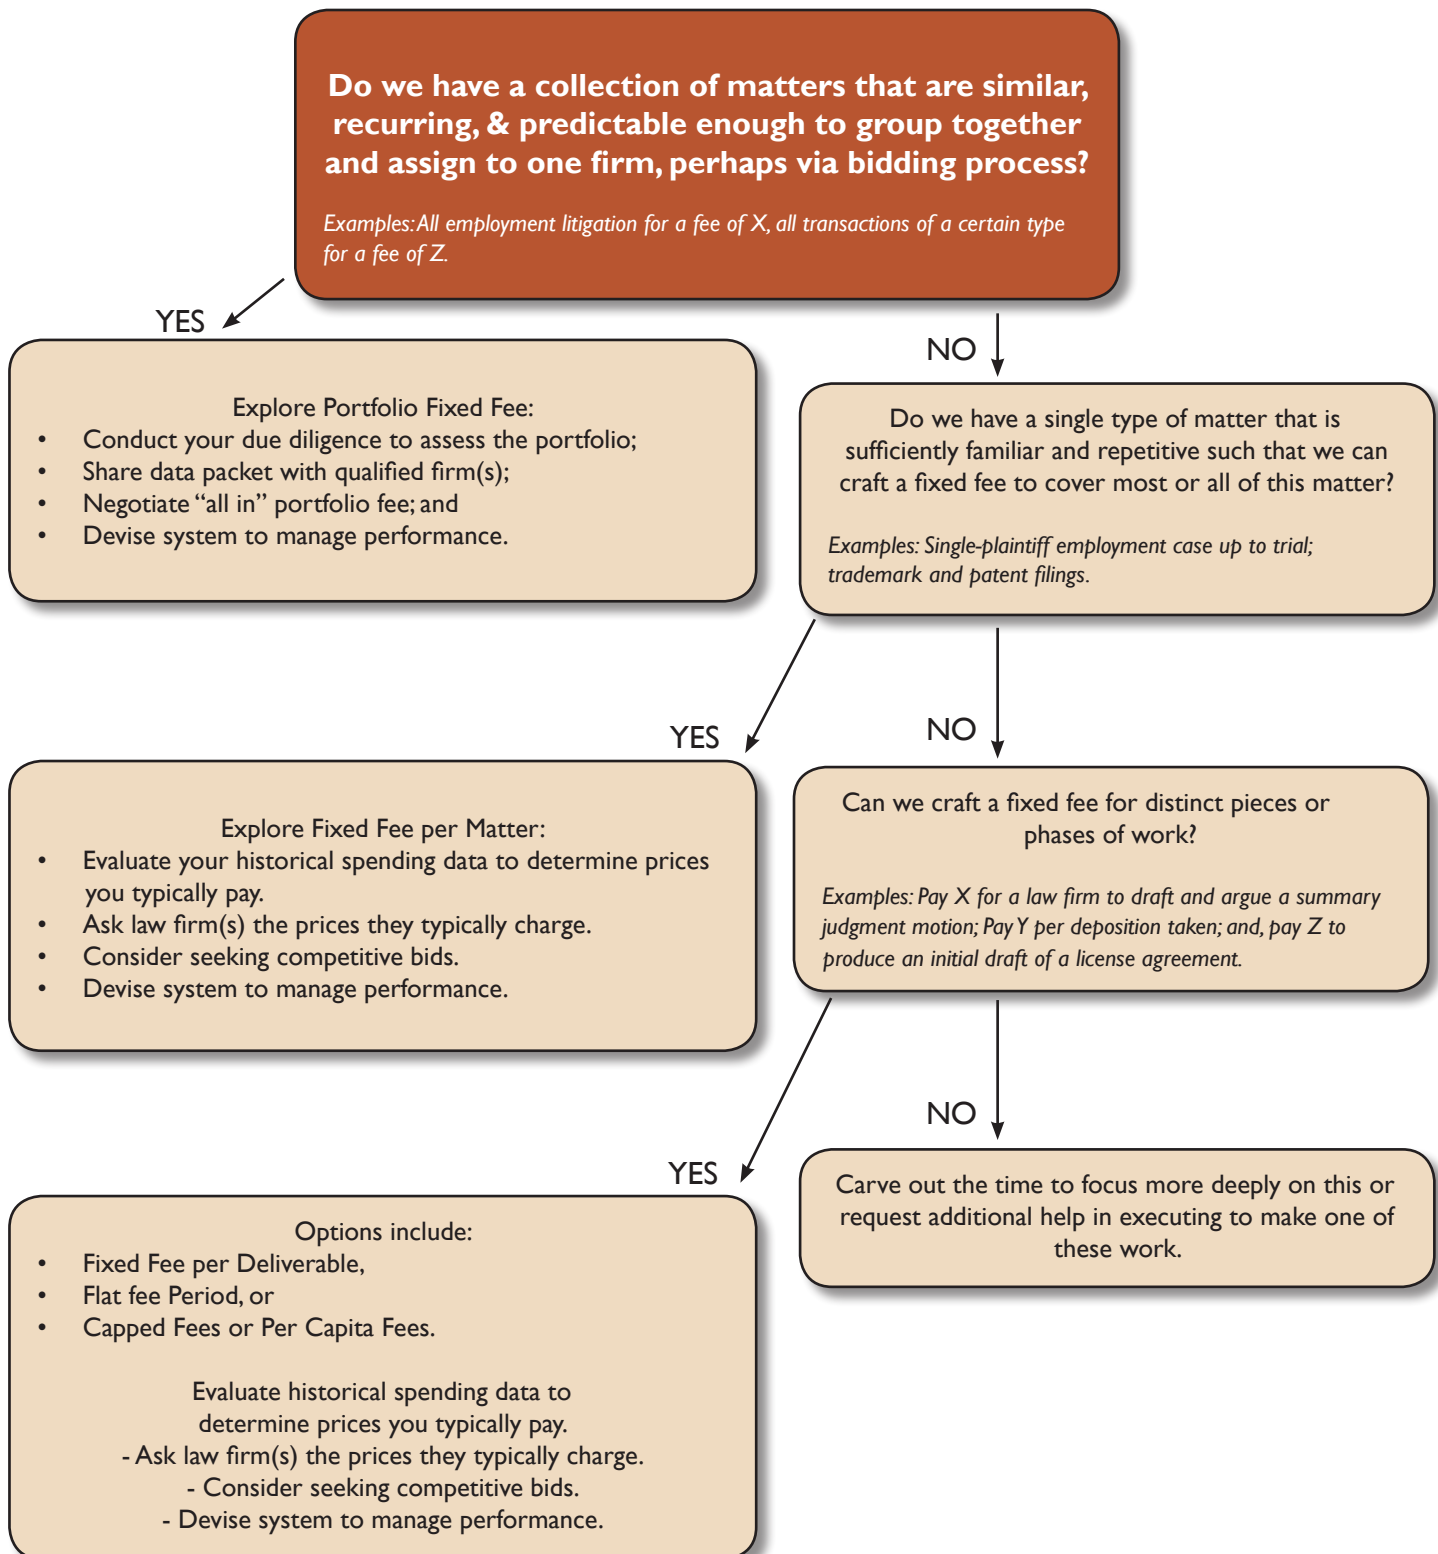 Do we have a collection of matters that are similar,
recurring, & predictable enough to group together
and assign to one firm, perhaps via bidding process?
Examples: All employment litigation for a fee of X, all transactions of a certain type
for a fee of Z.
YES
NO
Explore Portfolio Fixed Fee:
• Conduct your due diligence to assess the portfolio;
• Share data packet with qualified firm(s);
• Negotiate “all in” portfolio fee; and
• Devise system to manage performance.
Do we have a single type of matter that is
sufficiently familiar and repetitive such that we can
craft a fixed fee to cover most or all of this matter?
Examples: Single-plaintiff employment case up to trial;
trademark and patent filings.
YES
NO
Explore Fixed Fee per Matter:
• Evaluate your historical spending data to determine prices
you typically pay.
• Ask law firm(s) the prices they typically charge.
• Consider seeking competitive bids.
• Devise system to manage performance.
Can we craft a fixed fee for distinct pieces or
phases of work?
Examples: Pay X for a law firm to draft and argue a summary
judgment motion; Pay Y per deposition taken; and, pay Z to
produce an initial draft of a license agreement.
YES
NO
Options include:
• Fixed Fee per Deliverable,
• Flat fee Period, or
• Capped Fees or Per Capita Fees.
Evaluate historical spending data to
determine prices you typically pay.
- Ask law firm(s) the prices they typically charge.
- Consider seeking competitive bids.
- Devise system to manage performance.
Carve out the time to focus more deeply on this or
request additional help in executing to make one of
these work.